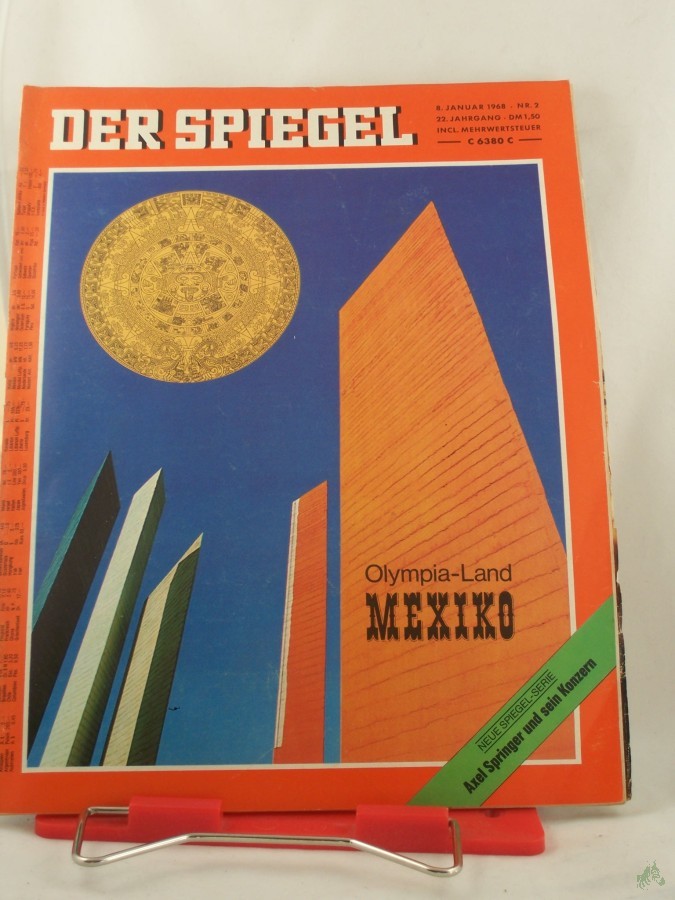 DER SPIEGEL
8. JANUAR 1968 · NR. 2
22. JAHRGANG · DM 1,50
INCL. MEHRWERTSTEUER
C 6380 C
Olympia-Land
MEXIKO
NEUE SPIEGEL-SERIE
Axel Springer und sein Konzern